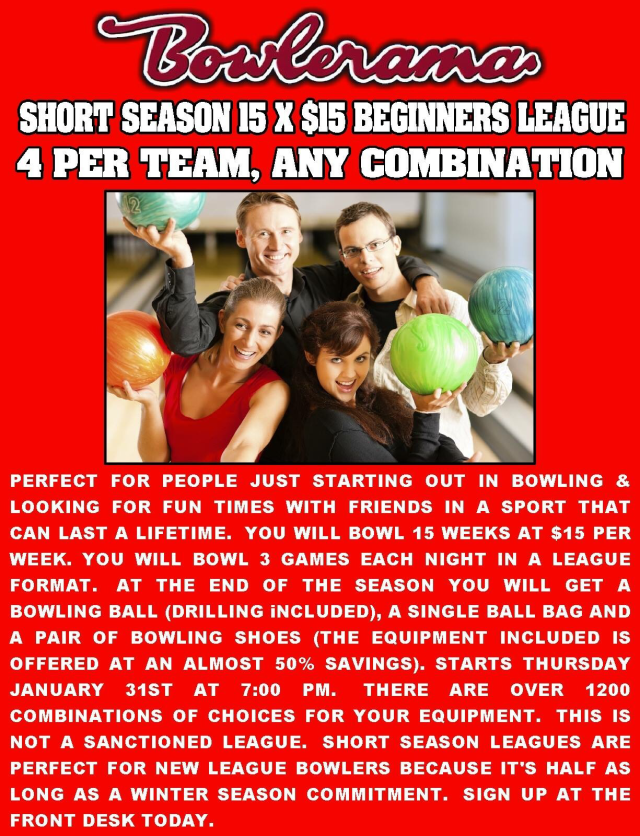 Bowlerama
SHORT SEASON 15 X $15 BEGINNERS LEAGUE
4 PER TEAM, ANY COMBINATION
2
PERFECT FOR PEOPLE JUST STARTING OUT IN BOWLING &
LOOKING FOR FUN TIMES WITH FRIENDS IN A SPORT THAT
CAN LAST A LIFETIME. YOU WILL BOWL 15 WEEKS AT $15 PER
WEEK. YOU WILL BOWL 3 GAMES EACH NIGHT IN A LEAGUE
FORMAT. AT THE END OF THE SEASON YOU WILL GET A
BOWLING BALL (DRILLING iNCLUDED), A SINGLE BALL BAG AND
A PAIR OF BOWLING SHOES (THE EQUIPMENT INCLUDED IS
OFFERED AT AN ALMOST 50% SAVINGS). STARTS THURSDAY
JANUARY 31ST AT 7:00 PM. THERE ARE OVER 1200
COMBINATIONS OF CHOICES FOR YOUR EQUIPMENT. THIS IS
NOT A SANCTIONED LEAGUE. SHORT SEASON LEAGUES ARE
PERFECT FOR NEW LEAGUE BOWLERS BECAUSE IT'S HALF AS
LONG AS A WINTER SEASON COMMITMENT. SIGN UP AT THE
FRONT DESK TODAY.